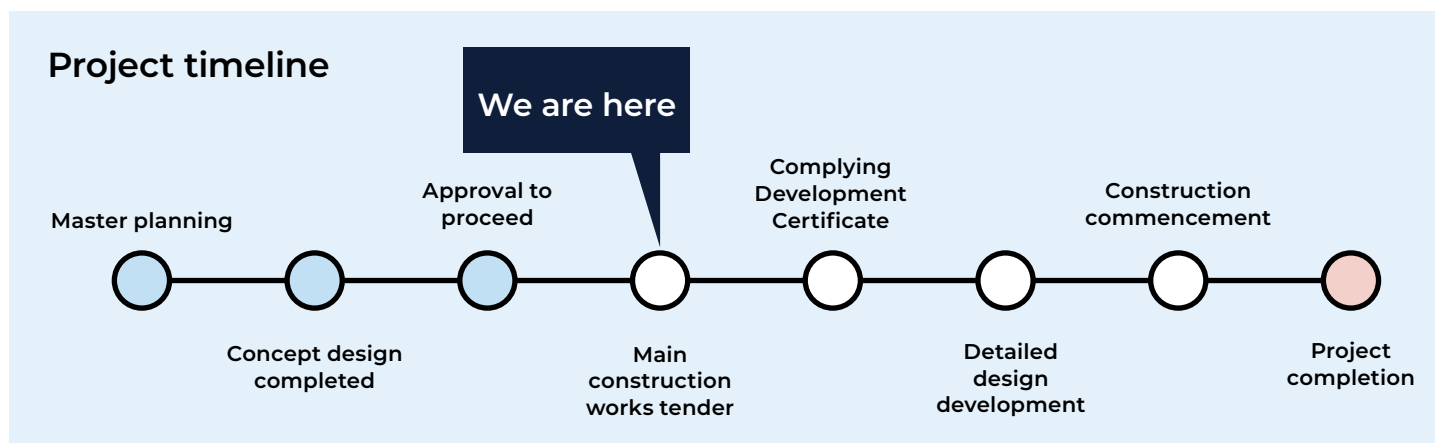 Project timeline
We are here
Master planning
Concept design
completed
Approval to
proceed
Main
construction
works tender
Complying
Development
Certificate
Detailed
design
development
Construction
commencement
Project
completion